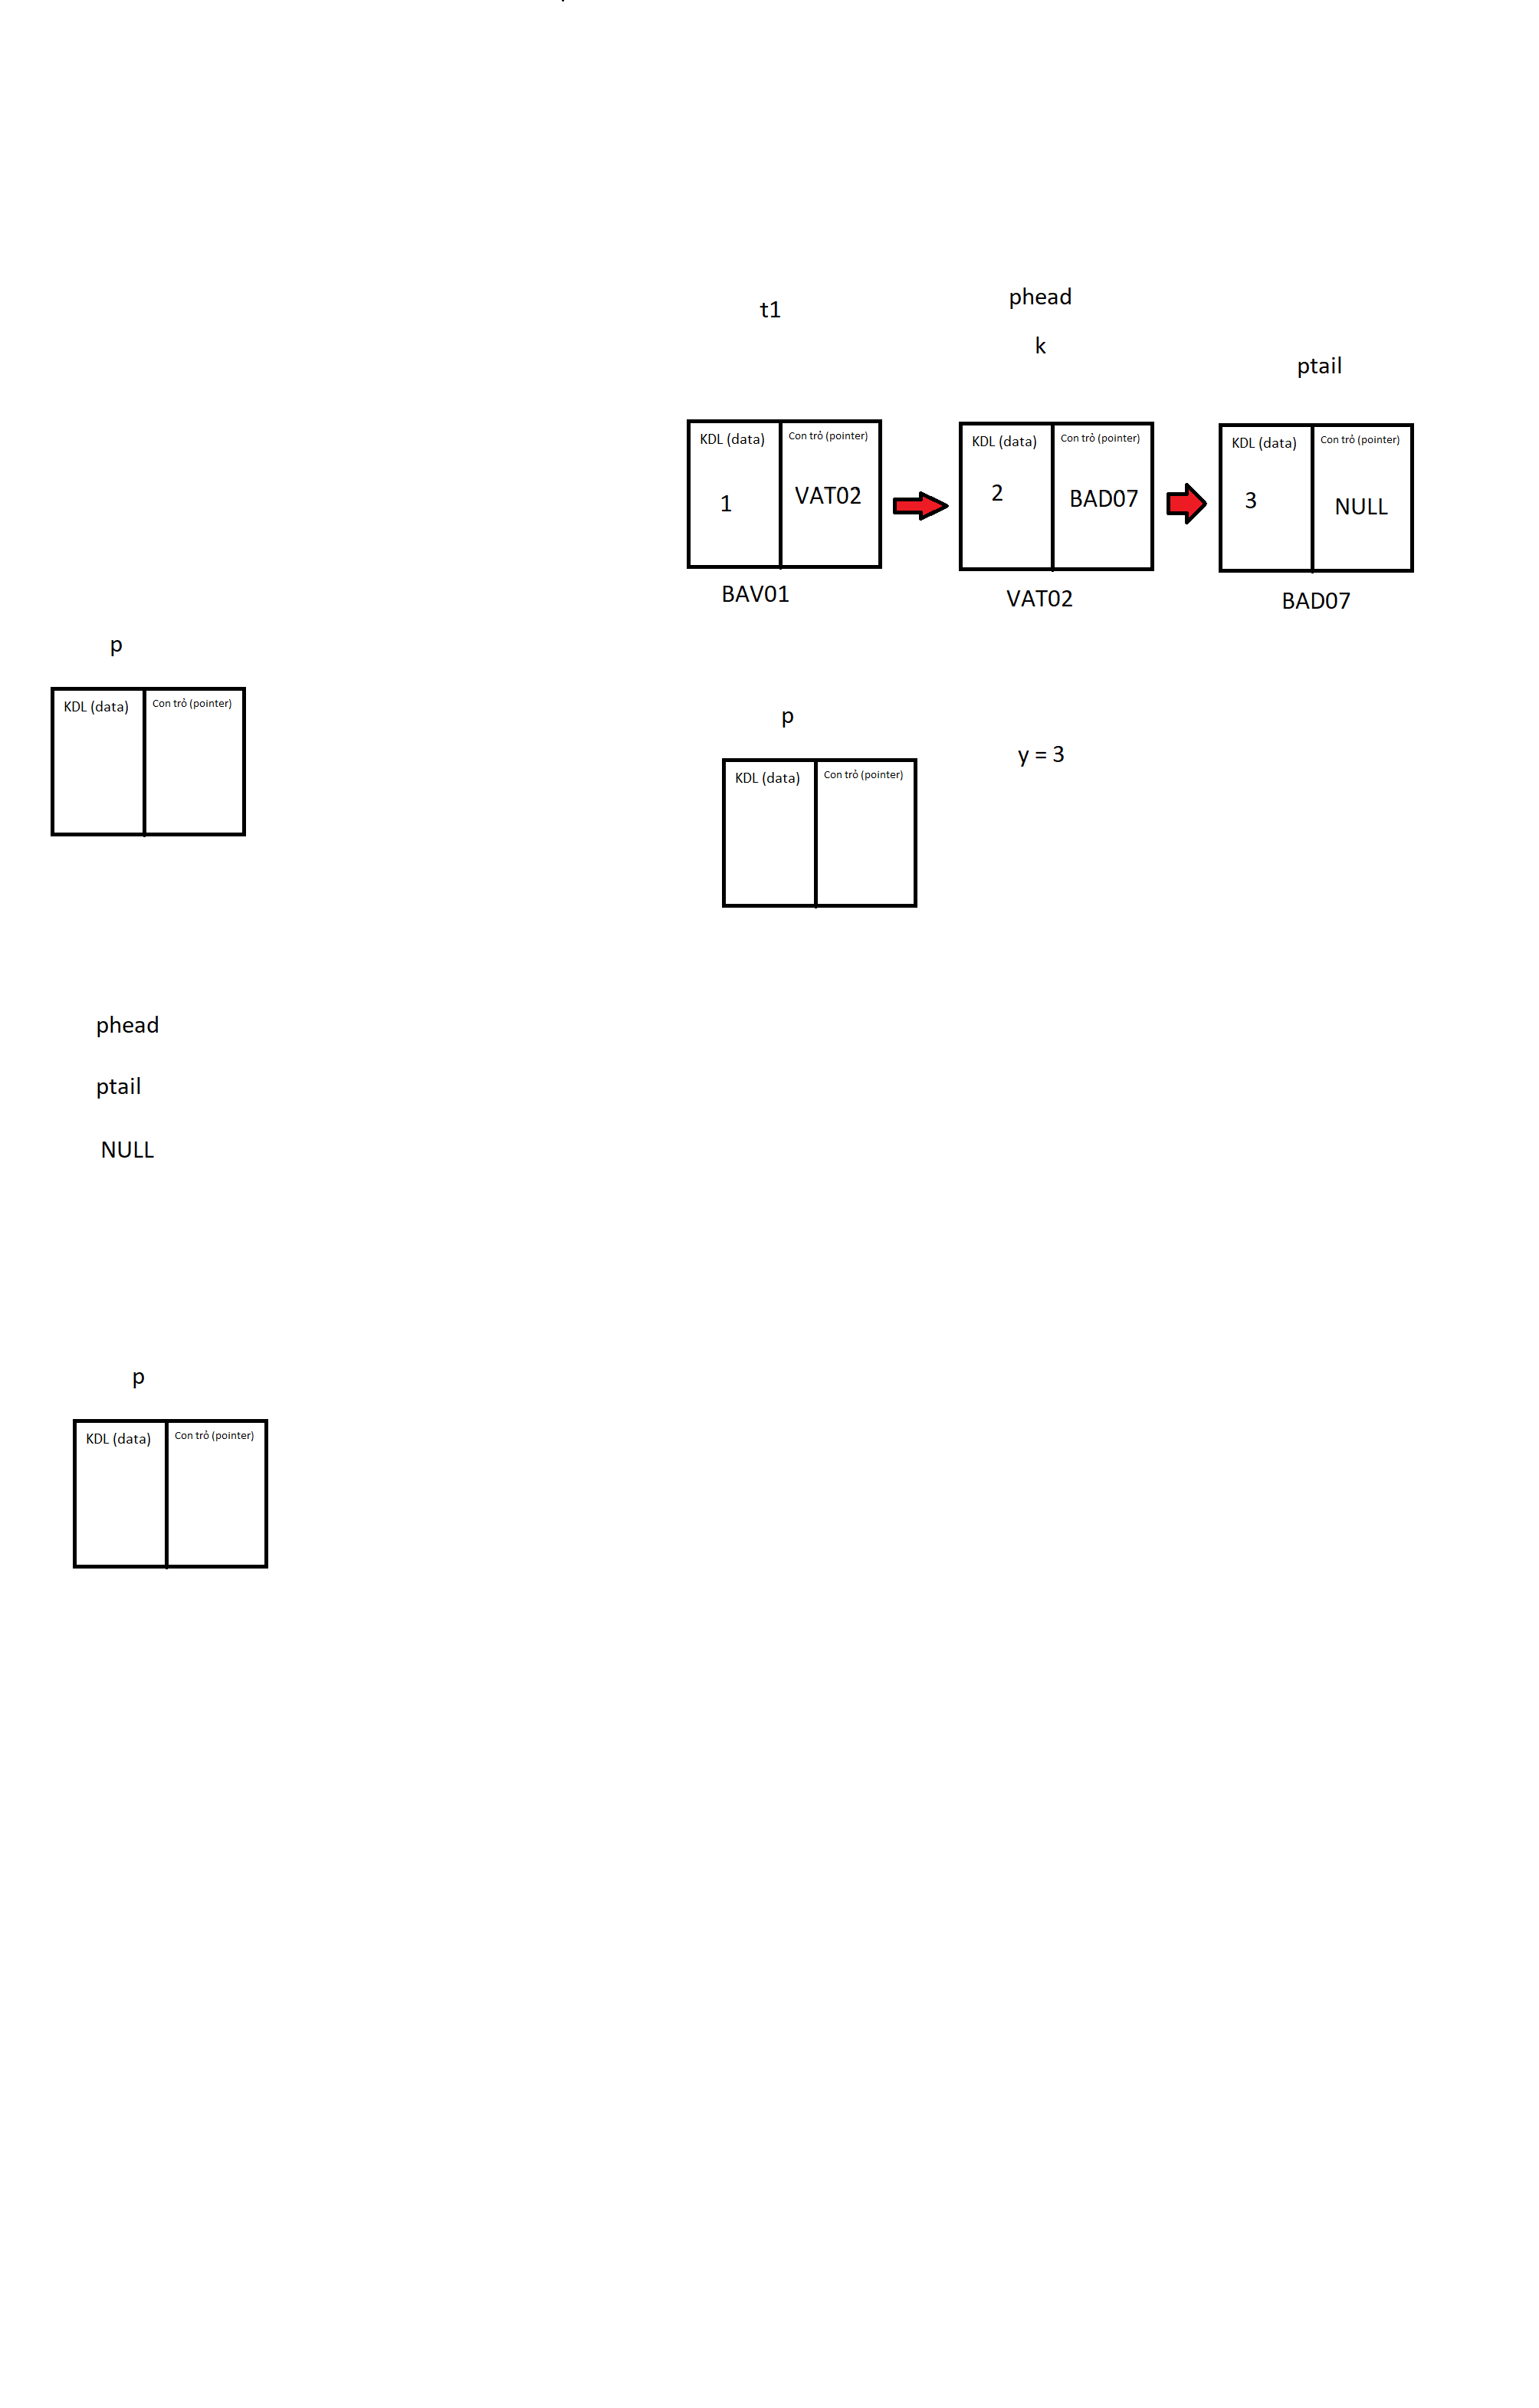 t1
phead
k
ptail
KDL (data)
Con trỏ (pointer)
1
VAT02
BAV01
KDL (data)
Con trỏ (pointer)
2
BAD07
VAT02
KDL (data)
Con trỏ (pointer)
3
NULL
BAD07
p
KDL (data)
Con trỏ (pointer)
p
y = 3
KDL (data)
Con trỏ (pointer)
phead
ptail
NULL
p
KDL (data)
Con trỏ (pointer)